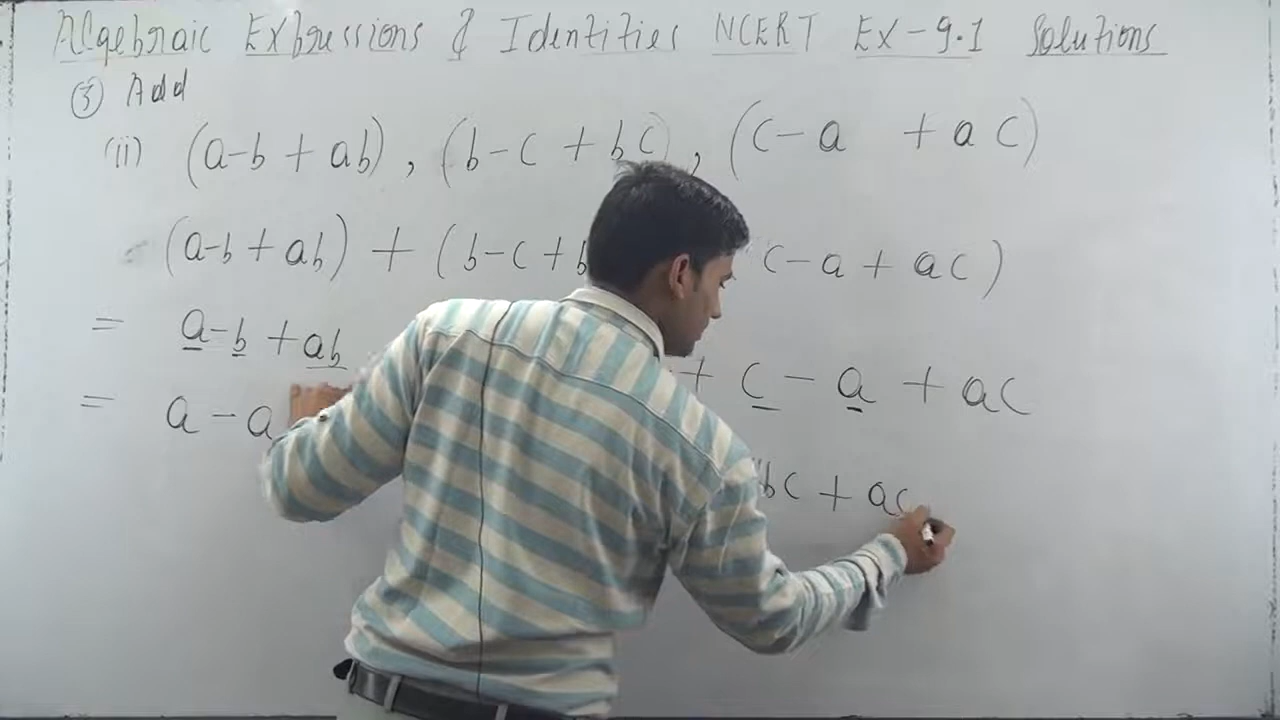 Algebraic Expressions & Identities NCERT EX-9.1 Solutions
③ Add
(ii) (a-b + ab), (b-c + bc), (c-a + ac)
(a-b + ab) + (b-c + b c-a + ac)
= a-b + ab + c - a + ac
= a - a bc + ac